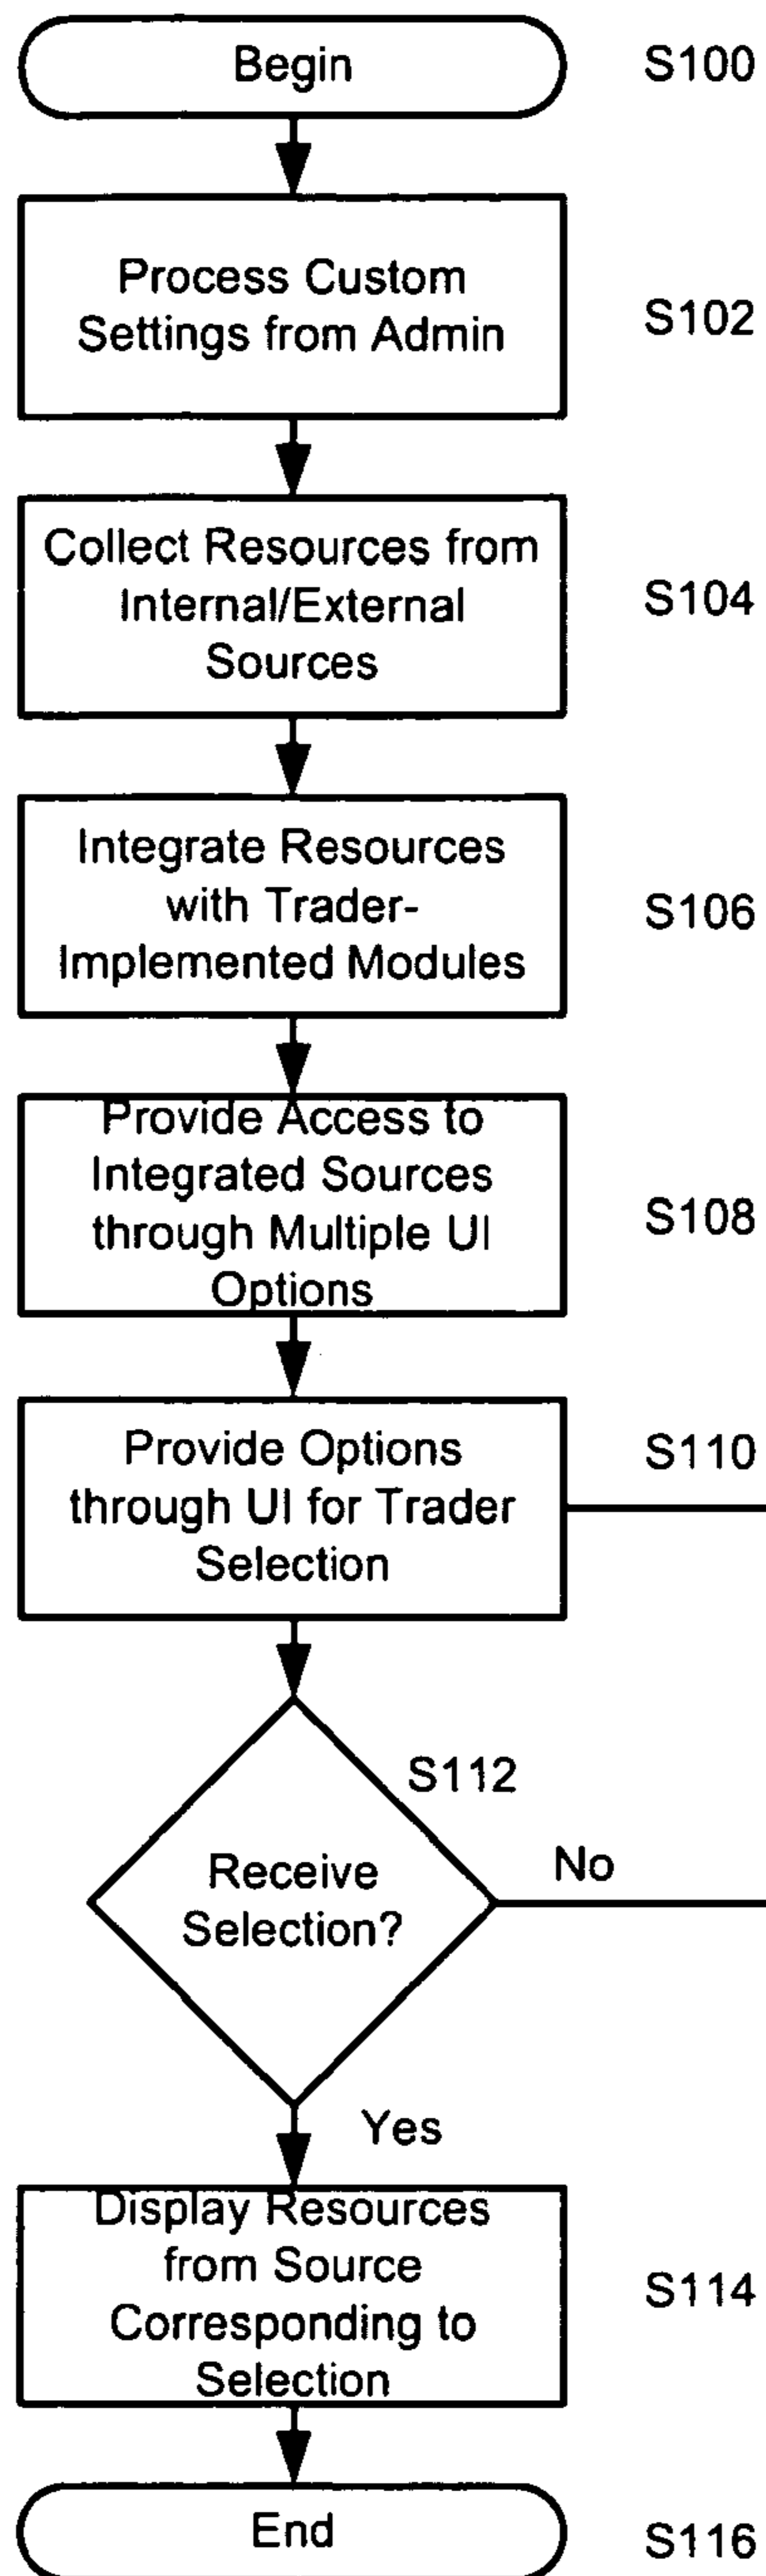 Begin
S100
Process Custom
Settings from Admin
S102
Collect Resources from
Internal/External
Sources
S104
Integrate Resources
with Trader-
Implemented Modules
S106
Provide Access to
Integrated Sources
through Multiple UI
Options
S108
Provide Options
through UI for Trader
Selection
S110
S112
Receive
Selection?
No
Yes
Display Resources
from Source
Corresponding to
Selection
S114
End
S116